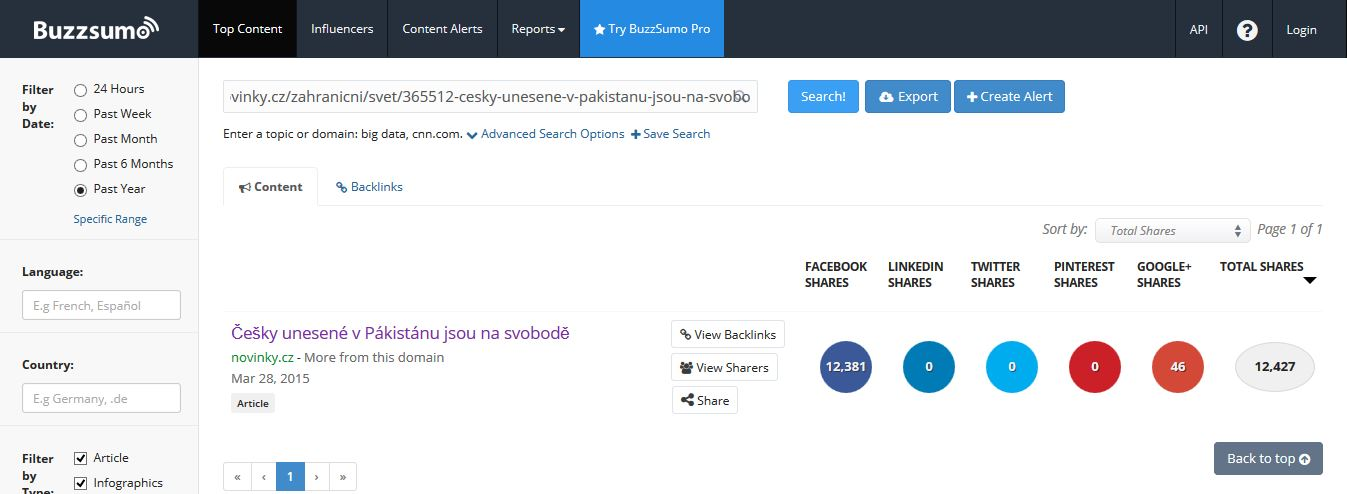 Buzzsumo
Top Content
Influencers
Content Alerts
Reports
Try BuzzSumo Pro
API
?
Login
Filter by Date:
24 Hours
Past Week
Past Month
Past 6 Months
Past Year
Specific Range
Language:
E.g French, Español
Country:
E.g Germany, .de
Filter by Type:
Article
Infographics
vinky.cz/zahranicni/svet/365512-cesky-unesene-v-pakistanu-jsou-na-svobo
Search!
Export
Create Alert
Enter a topic or domain: big data, cnn.com. Advanced Search Options Save Search
Content
Backlinks
Sort by: Total Shares Page 1 of 1
FACEBOOK SHARES
LINKEDIN SHARES
TWITTER SHARES
PINTEREST SHARES
GOOGLE+ SHARES
TOTAL SHARES
Češky unesené v Pákistánu jsou na svobodě
novinky.cz - More from this domain
Mar 28, 2015
Article
View Backlinks
View Sharers
Share
12,381
0
0
0
46
12,427
« ‹ 1 › »
Back to top